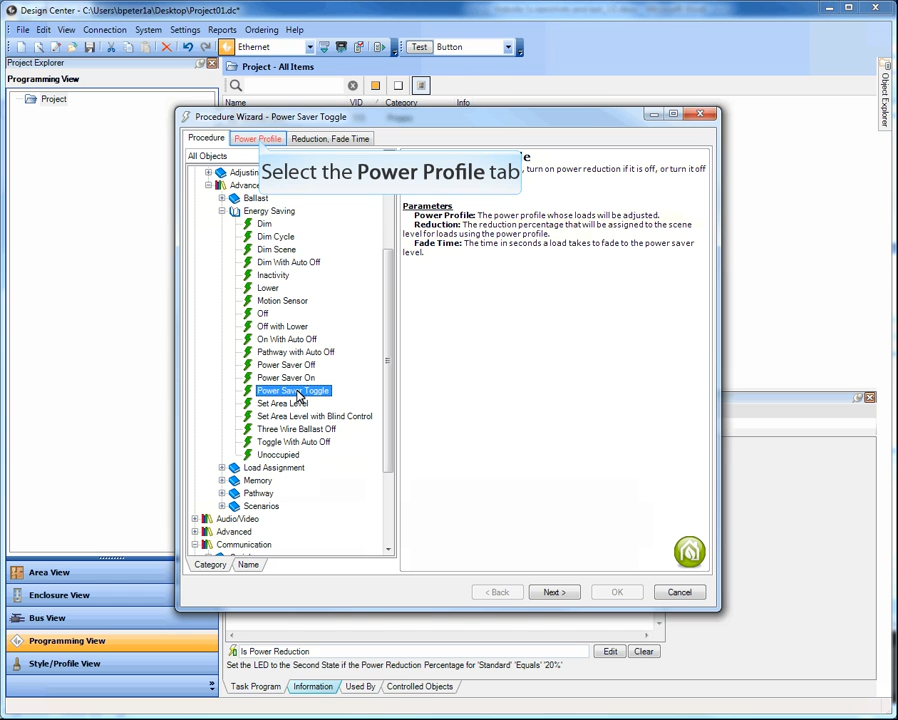 Design Center - C:\Users\bpeter1a\Desktop\Project01.dc*
File Edit View Connection System Settings Reports Ordering Help
Ethernet Test Button
Project Explorer
Project - All Items
Programming View
Project
Name VID Category Info
Object Explorer
Procedure Wizard - Power Saver Toggle
Procedure Power Profile Reduction, Fade Time
All Objects
Select the Power Profile tab
, turn on power reduction if it is off, or turn it off
Adjustin
Advance
Ballast
Energy Saving
Dim
Dim Cycle
Dim Scene
Dim With Auto Off
Inactivity
Lower
Motion Sensor
Off
Off with Lower
On With Auto Off
Pathway with Auto Off
Power Saver Off
Power Saver On
Power Saver Toggle
Set Area Level
Set Area Level with Blind Control
Three Wire Ballast Off
Toggle With Auto Off
Unoccupied
Load Assignment
Memory
Pathway
Scenarios
Audio/Video
Advanced
Communication
Category Name
Parameters
Power Profile: The power profile whose loads will be adjusted.
Reduction: The reduction percentage that will be assigned to the scene
level for loads using the power profile.
Fade Time: The time in seconds a load takes to fade to the power saver
level.
< Back Next > OK Cancel
Area View
Enclosure View
Bus View
Programming View
Style/Profile View
Is Power Reduction Edit Clear
Set the LED to the Second State if the Power Reduction Percentage for 'Standard' 'Equals' '20%'
Task Program Information Used By Controlled Objects